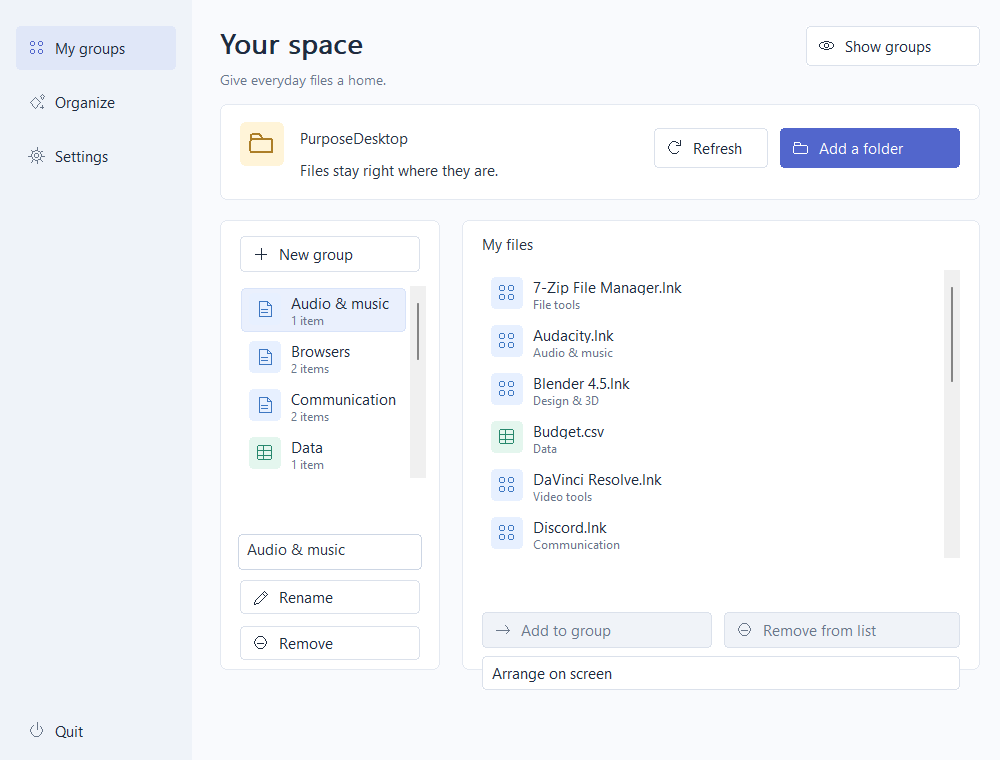 My groups
Organize
Settings
Quit
Your space
Give everyday files a home.
Show groups
PurposeDesktop
Files stay right where they are.
Refresh
Add a folder
New group
Audio & music
1 item
Browsers
2 items
Communication
2 items
Data
1 item
Audio & music
Rename
Remove
My files
7-Zip File Manager.lnk
File tools
Audacity.lnk
Audio & music
Blender 4.5.lnk
Design & 3D
Budget.csv
Data
DaVinci Resolve.lnk
Video tools
Discord.lnk
Communication
Add to group
Remove from list
Arrange on screen